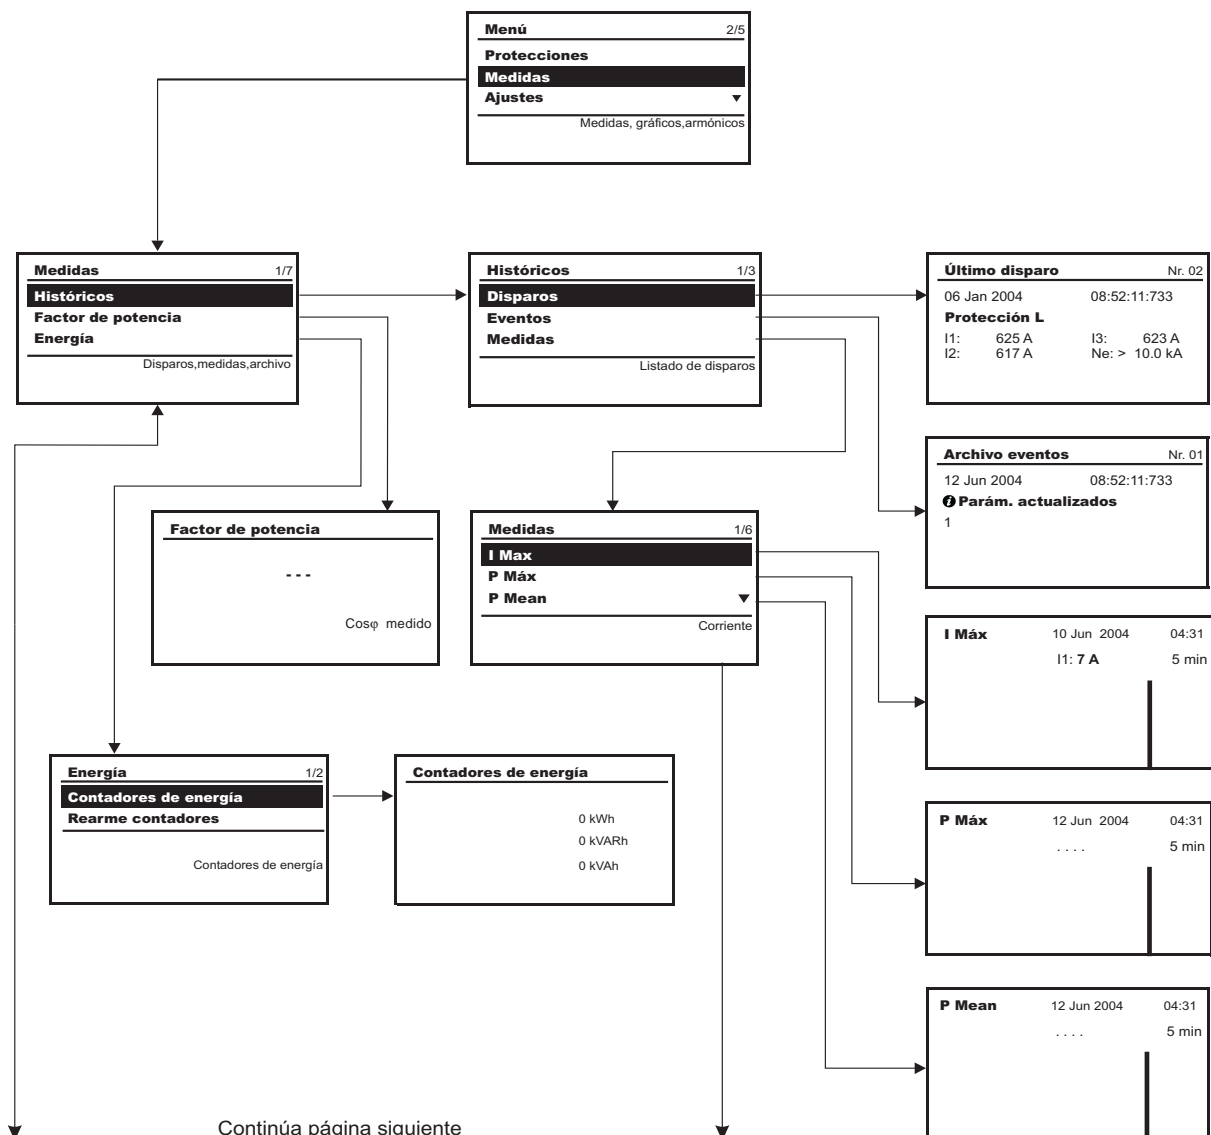 Menú 2/5
Protecciones
Medidas
Ajustes ▼
Medidas, gráficos,armónicos
Medidas 1/7
Históricos
Factor de potencia
Energía
Disparos,medidas,archivo
Históricos 1/3
Disparos
Eventos
Medidas
Listado de disparos
Último disparo Nr. 02
06 Jan 2004 08:52:11:733
Protección L
I1: 625 A I3: 623 A
I2: 617 A Ne: > 10.0 kA
Archivo eventos Nr. 01
12 Jun 2004 08:52:11:733
i Parám. actualizados
1
Factor de potencia
- - -
Cosφ medido
Medidas 1/6
I Max
P Máx
P Mean ▼
Corriente
I Máx 10 Jun 2004 04:31
I1: 7 A 5 min
Energía 1/2
Contadores de energía
Rearme contadores
Contadores de energía
Contadores de energía
0 kWh
0 kVARh
0 kVAh
P Máx 12 Jun 2004 04:31
. . . . 5 min
P Mean 12 Jun 2004 04:31
. . . . 5 min
Continúa página siguiente